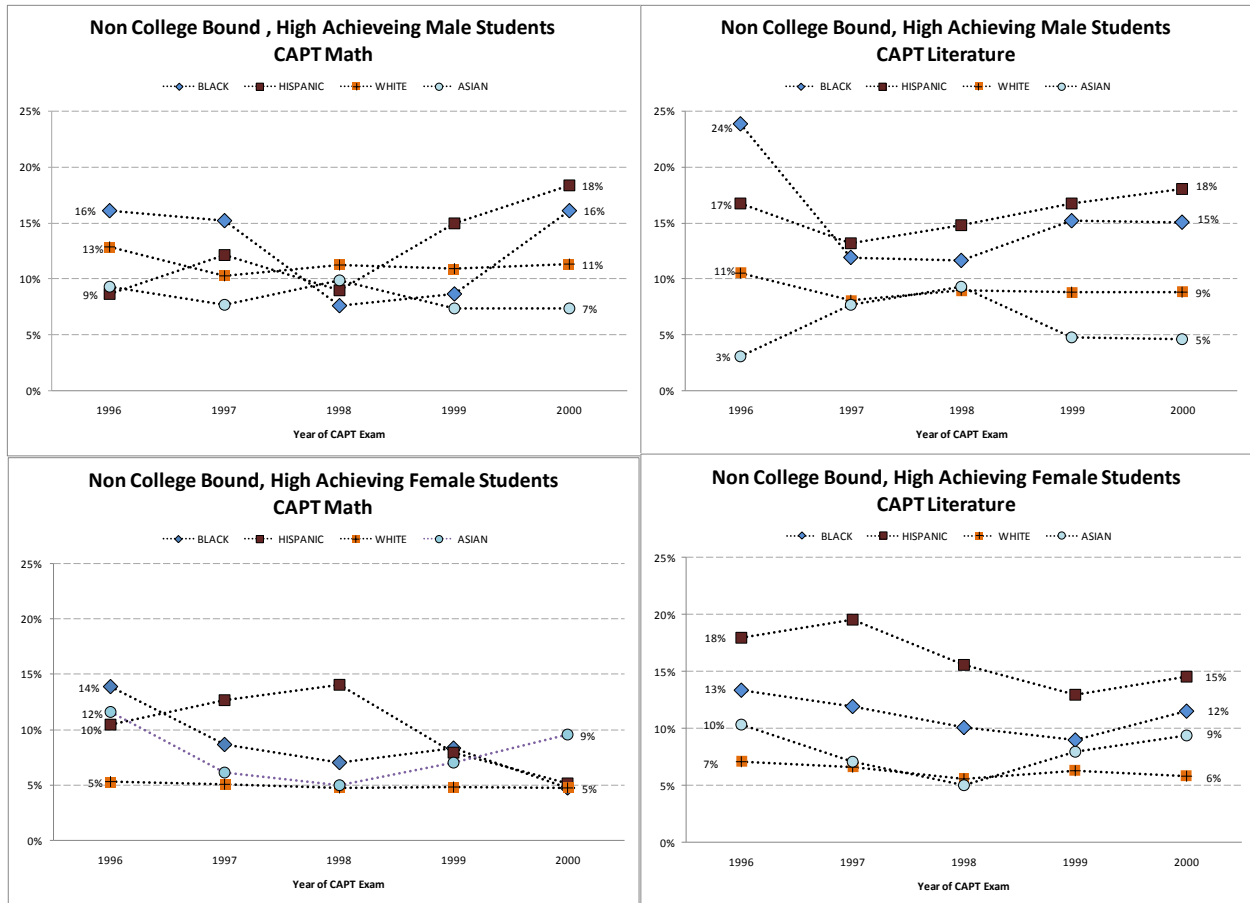 Non College Bound , High Achieveing Male Students
CAPT Math
BLACK HISPANIC WHITE ASIAN
25%
20%
15%
10%
5%
0%
16%
13%
9%
18%
16%
11%
7%
1996 1997 1998 1999 2000
Year of CAPT Exam
Non College Bound, High Achieving Male Students
CAPT Literature
BLACK HISPANIC WHITE ASIAN
25%
20%
15%
10%
5%
0%
24%
17%
11%
3%
18%
15%
9%
5%
1996 1997 1998 1999 2000
Year of CAPT Exam
Non College Bound, High Achieving Female Students
CAPT Math
BLACK HISPANIC WHITE ASIAN
25%
20%
15%
10%
5%
0%
14%
12%
10%
5%
9%
5%
1996 1997 1998 1999 2000
Year of CAPT Exam
Non College Bound, High Achieving Female Students
CAPT Literature
BLACK HISPANIC WHITE ASIAN
25%
20%
15%
10%
5%
0%
18%
13%
10%
7%
15%
12%
9%
6%
1996 1997 1998 1999 2000
Year of CAPT Exam